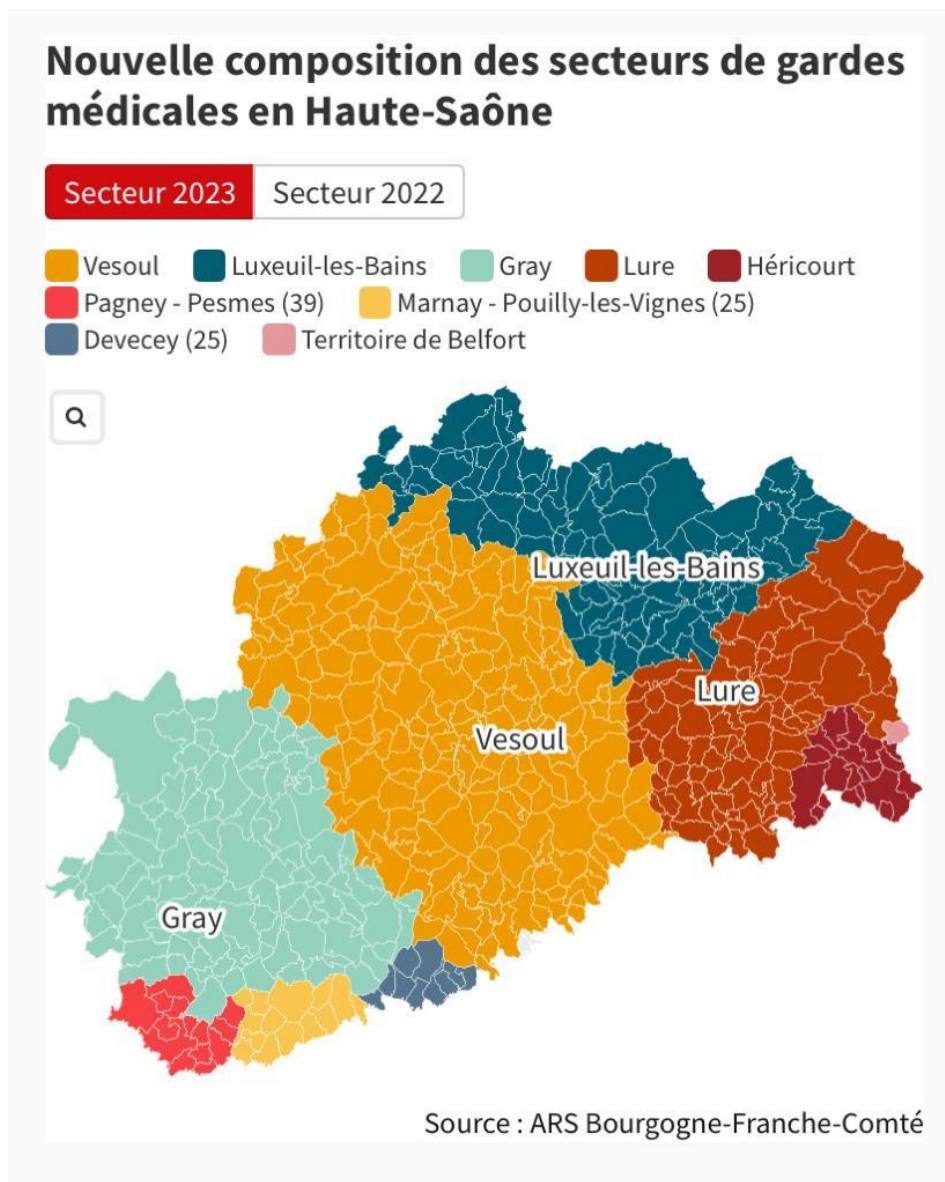 Nouvelle composition des secteurs de gardes
médicales en Haute-Saône
Secteur 2023 Secteur 2022
Vesoul Luxeuil-les-Bains Gray Lure Héricourt
Pagney - Pesmes (39) Marnay - Pouilly-les-Vignes (25)
Devecey (25) Territoire de Belfort
Luxeuil-les-Bains
Lure
Vesoul
Gray
Source : ARS Bourgogne-Franche-Comté